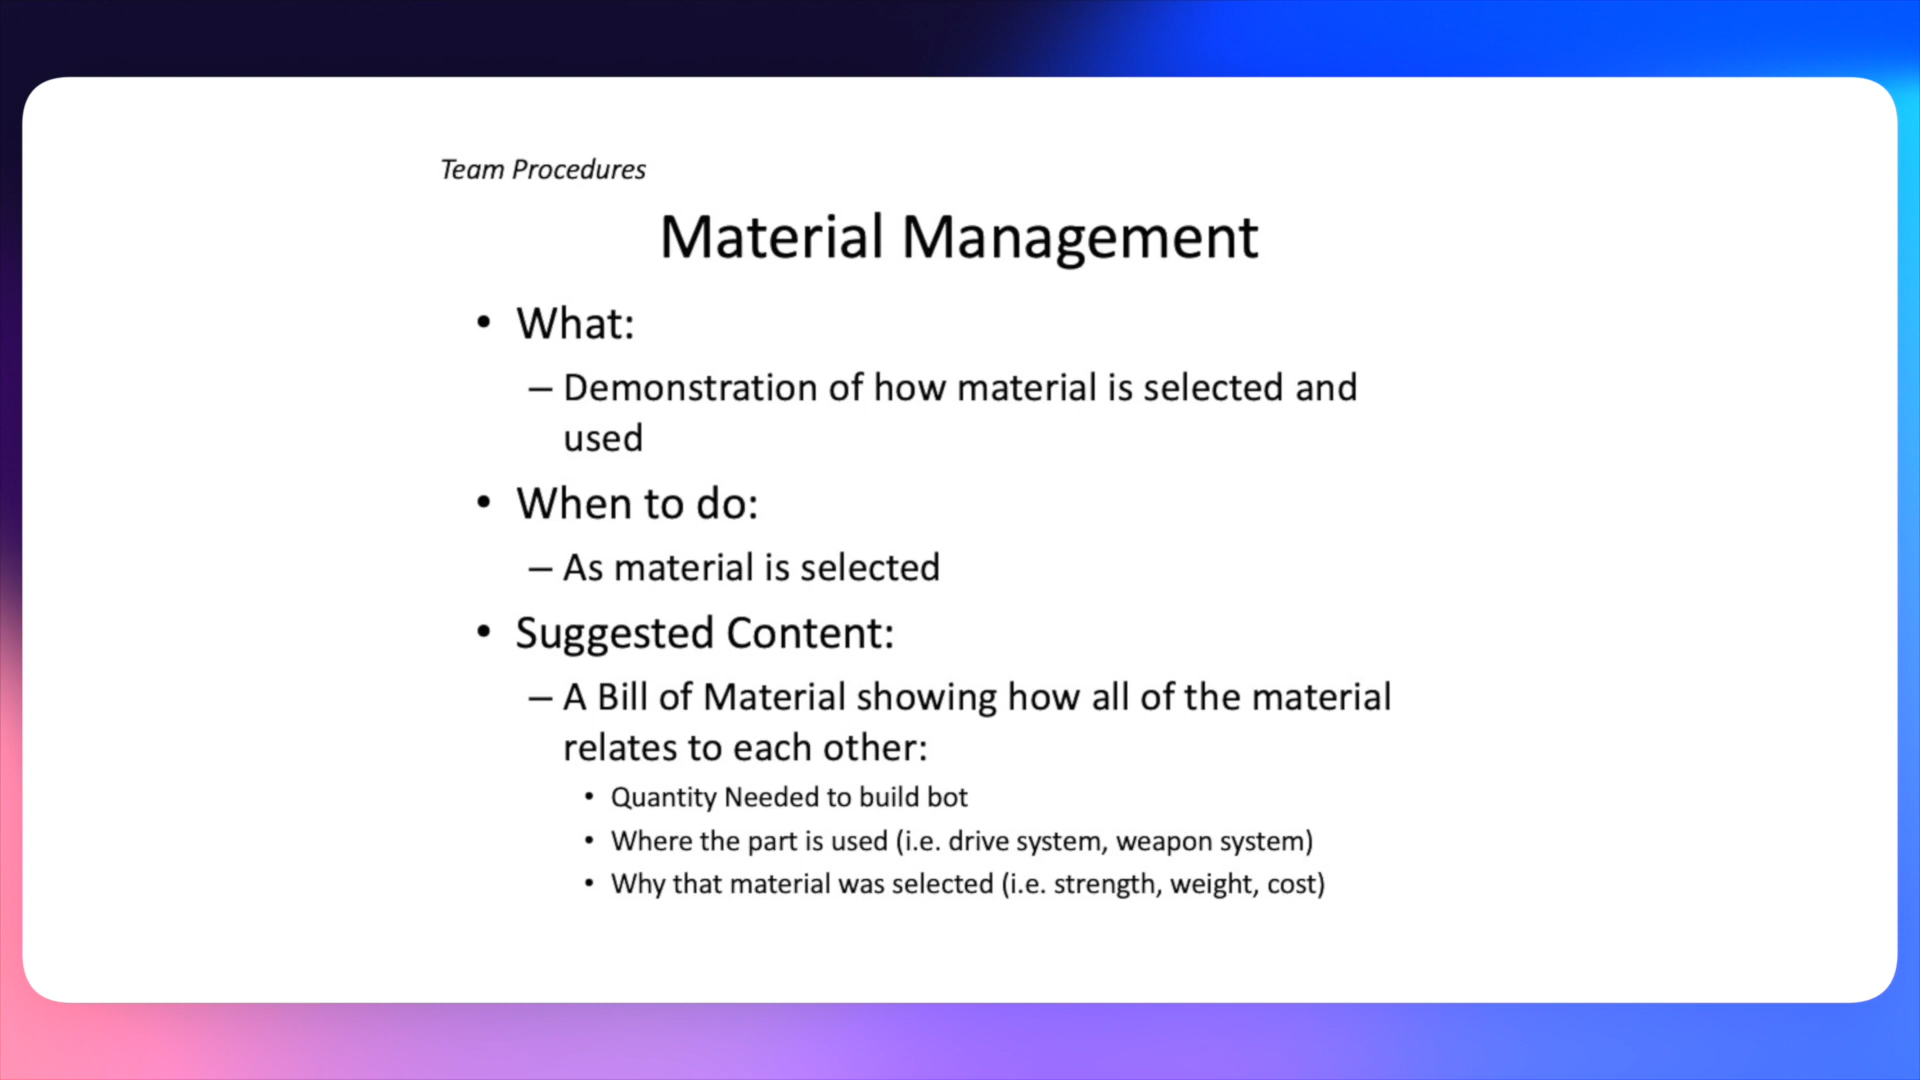 Team Procedures
Material Management
• What:
– Demonstration of how material is selected and
used
• When to do:
– As material is selected
• Suggested Content:
– A Bill of Material showing how all of the material
relates to each other:
• Quantity Needed to build bot
• Where the part is used (i.e. drive system, weapon system)
• Why that material was selected (i.e. strength, weight, cost)